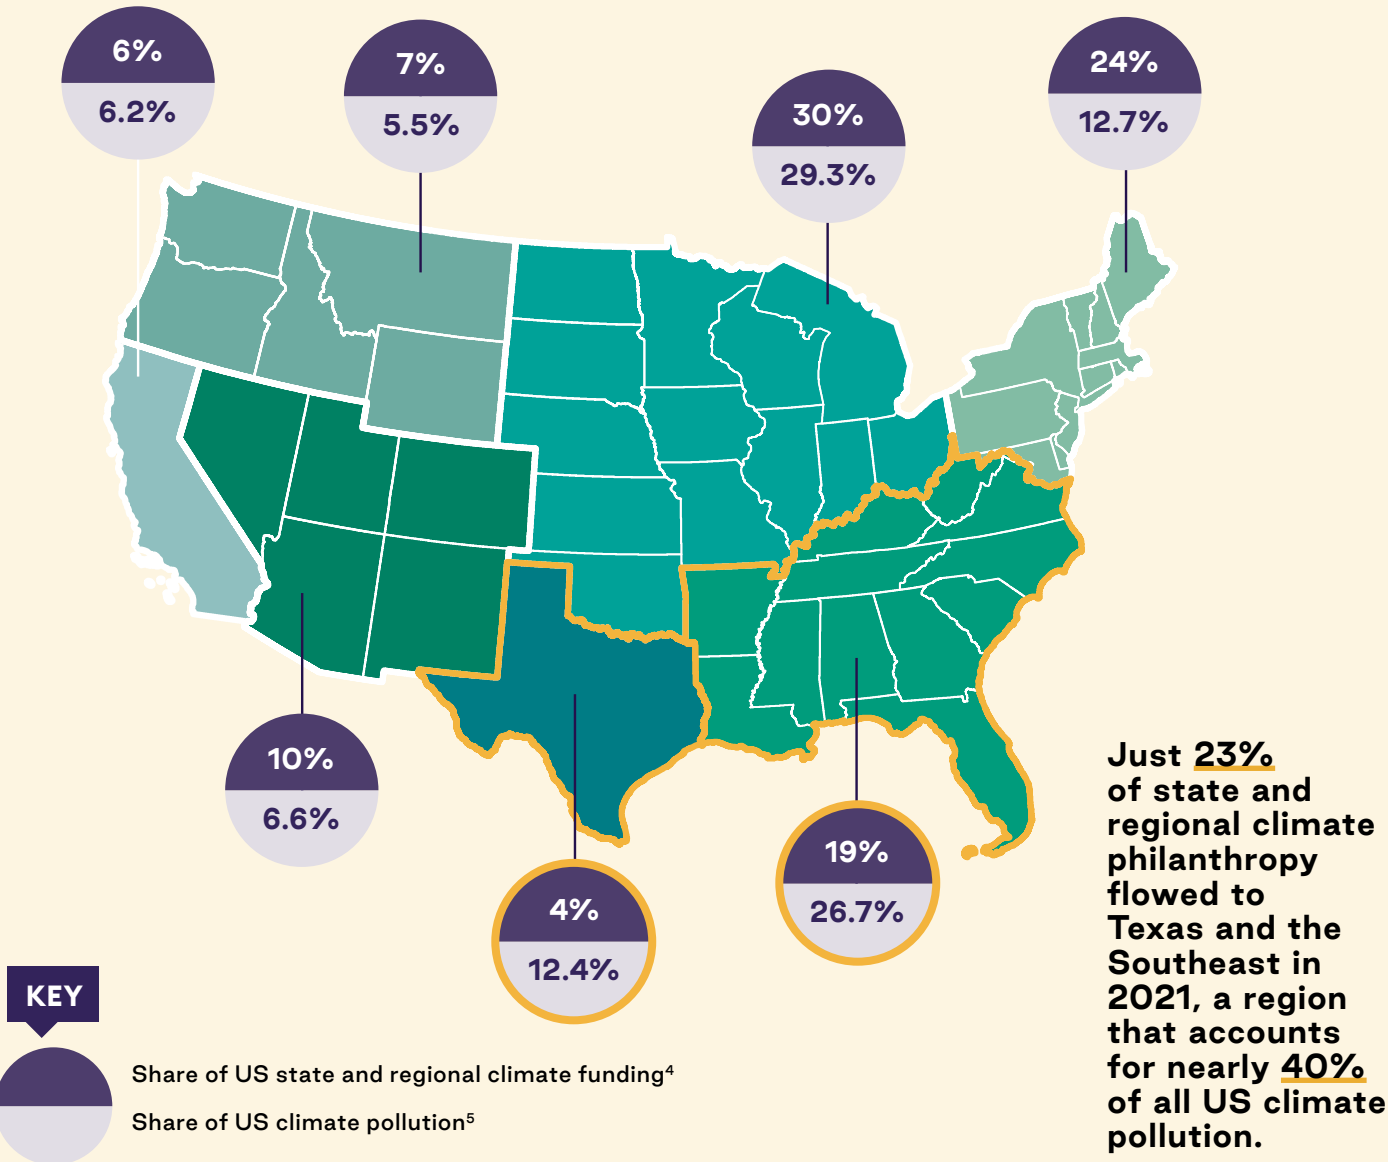 6%
6.2%
7%
5.5%
30%
29.3%
24%
12.7%
10%
6.6%
4%
12.4%
19%
26.7%
Just 23%
of state and
regional climate
philanthropy
flowed to
Texas and the
Southeast in
2021, a region
that accounts
for nearly 40%
of all US climate
pollution.
KEY
Share of US state and regional climate funding⁴
Share of US climate pollution⁵